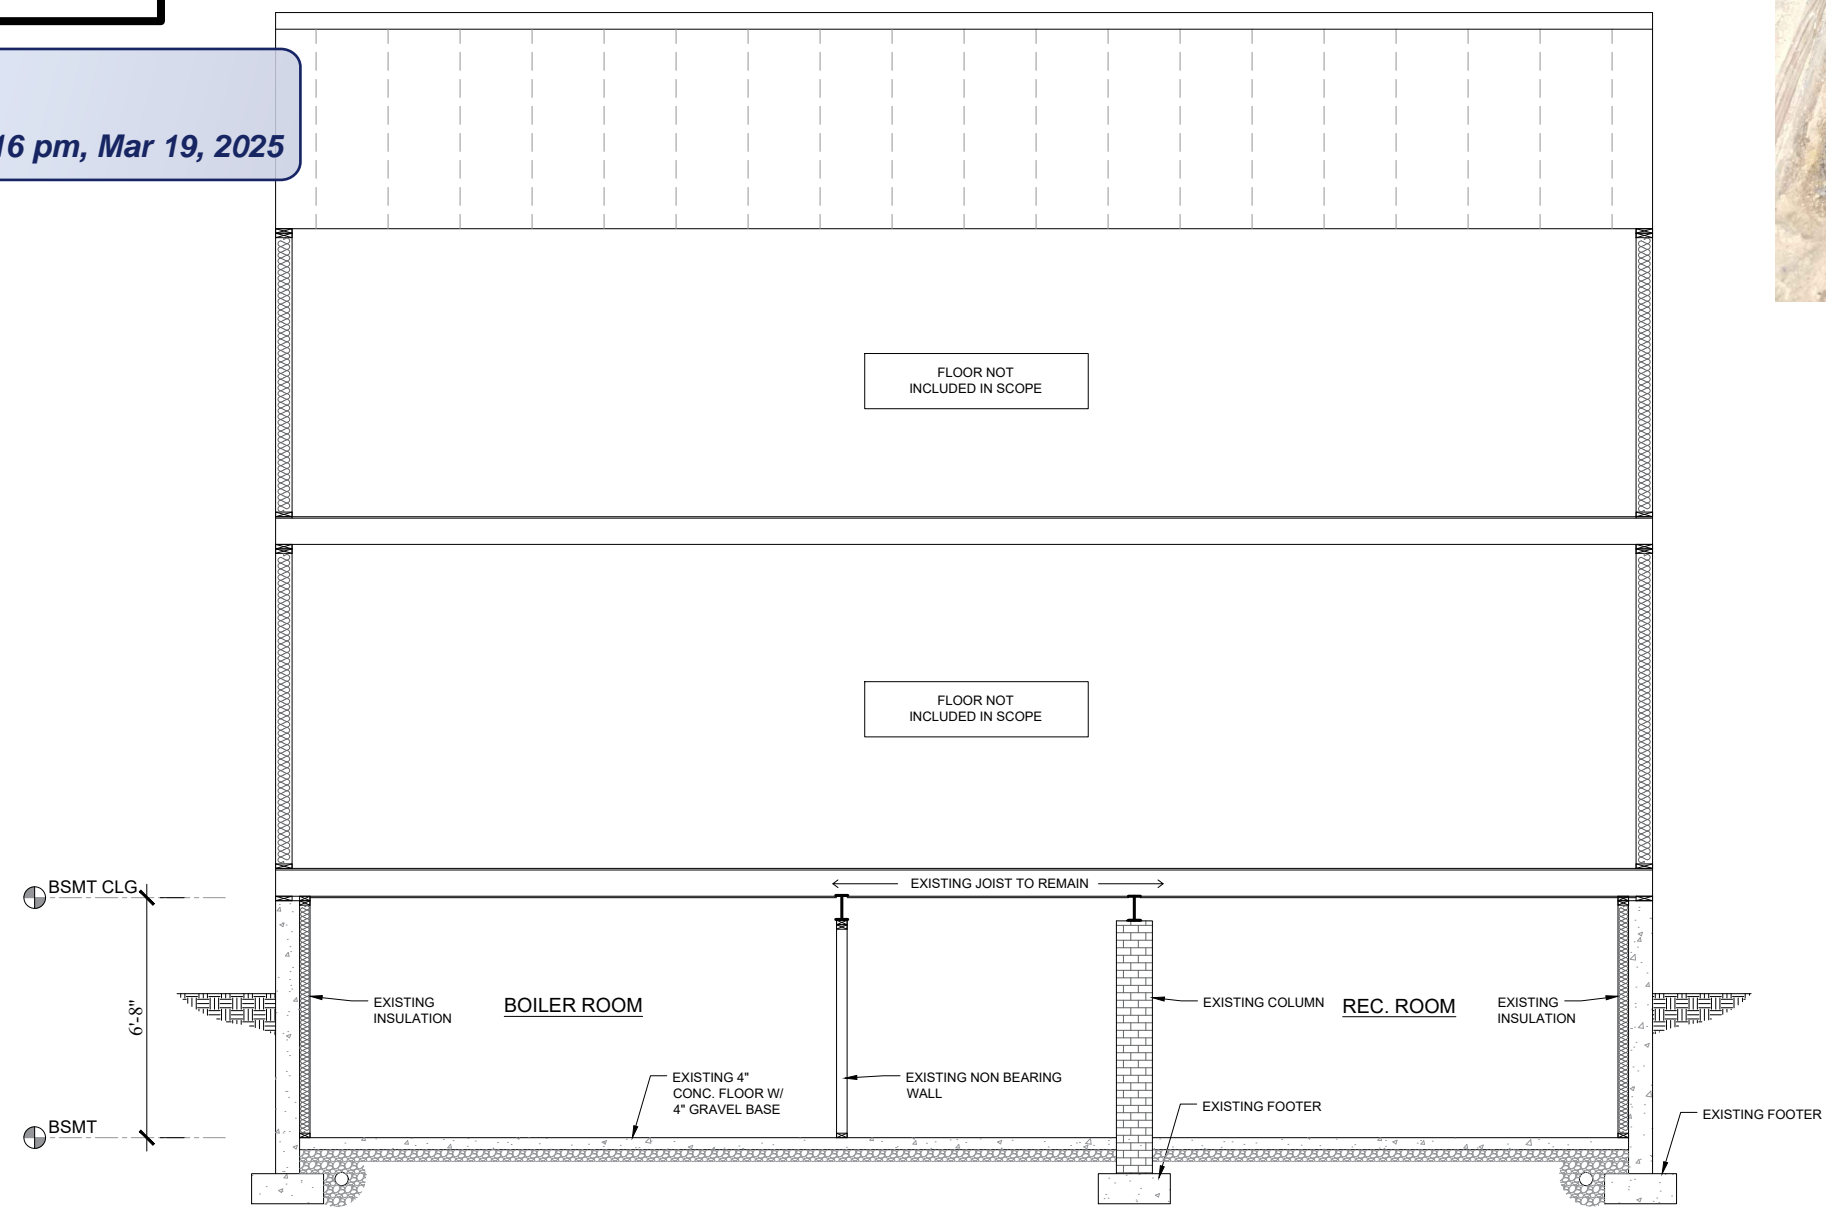 16 pm, Mar 19, 2025
FLOOR NOT
INCLUDED IN SCOPE
FLOOR NOT
INCLUDED IN SCOPE
BSMT CLG
EXISTING JOIST TO REMAIN
6'-8"
EXISTING
INSULATION
BOILER ROOM
EXISTING COLUMN
REC. ROOM
EXISTING
INSULATION
EXISTING 4"
CONC. FLOOR W/
4" GRAVEL BASE
EXISTING NON BEARING
WALL
EXISTING FOOTER
EXISTING FOOTER
BSMT